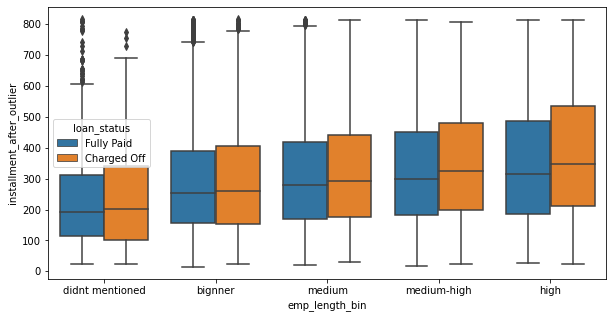 800
700
600
500
400
300
200
100
0
installment_after_outlier
loan_status
Fully Paid
Charged Off
didnt mentioned
bignner
medium
medium-high
high
emp_length_bin